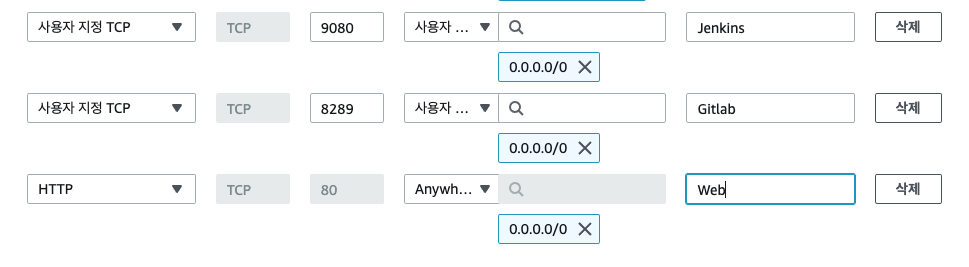 사용자 지정 TCP TCP 9080 사용자 ... Jenkins 삭제
0.0.0.0/0
사용자 지정 TCP TCP 8289 사용자 ... Gitlab 삭제
0.0.0.0/0
HTTP TCP 80 Anywh... Web 삭제
0.0.0.0/0